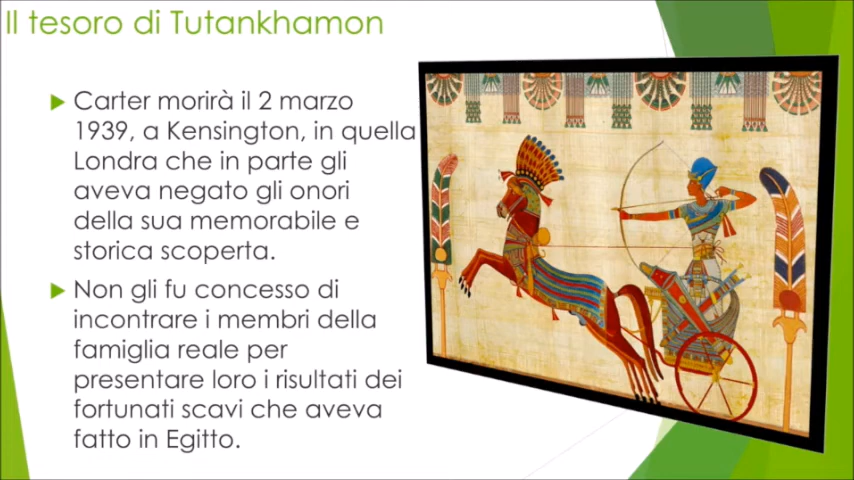 Il tesoro di Tutankhamon
Carter morirà il 2 marzo
1939, a Kensington, in quella
Londra che in parte gli
aveva negato gli onori
della sua memorabile e
storica scoperta.
Non gli fu concesso di
incontrare i membri della
famiglia reale per
presentare loro i risultati dei
fortunati scavi che aveva
fatto in Egitto.